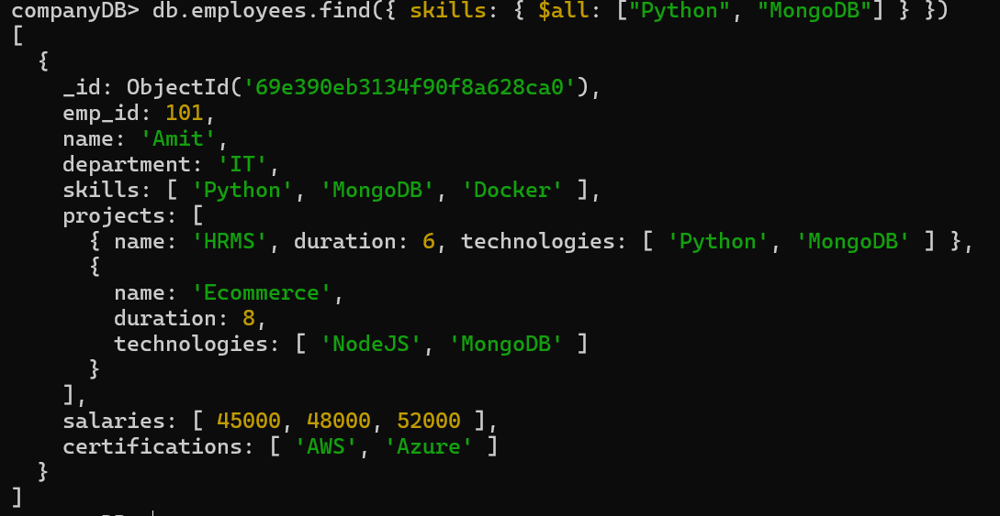 companyDB> db.employees.find({ skills: { $all: ["Python", "MongoDB"] } })
[
  {
    _id: ObjectId('69e390eb3134f90f8a628ca0'),
    emp_id: 101,
    name: 'Amit',
    department: 'IT',
    skills: [ 'Python', 'MongoDB', 'Docker' ],
    projects: [
      { name: 'HRMS', duration: 6, technologies: [ 'Python', 'MongoDB' ] },
      {
        name: 'Ecommerce',
        duration: 8,
        technologies: [ 'NodeJS', 'MongoDB' ]
      }
    ],
    salaries: [ 45000, 48000, 52000 ],
    certifications: [ 'AWS', 'Azure' ]
  }
]